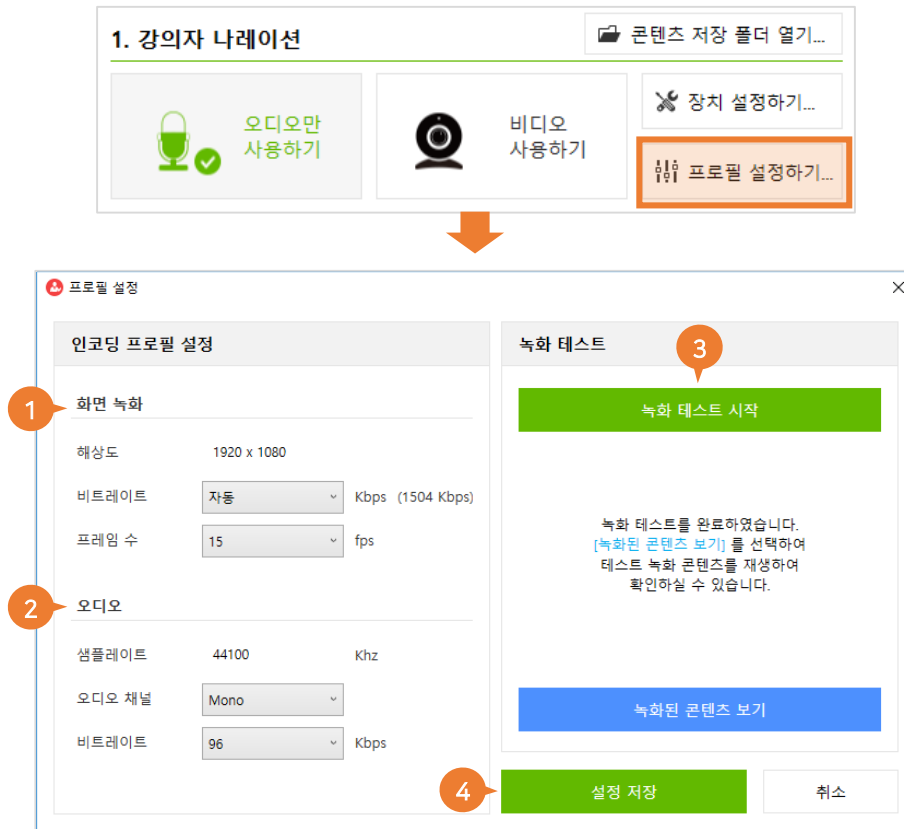 1. 강의자 나레이션
콘텐츠 저장 폴더 열기...
오디오만
사용하기
비디오
사용하기
장치 설정하기...
프로필 설정하기...
프로필 설정
인코딩 프로필 설정
1
화면 녹화
해상도 1920 x 1080
비트레이트 자동 Kbps (1504 Kbps)
프레임 수 15 fps
2
오디오
샘플레이트 44100 Khz
오디오 채널 Mono
비트레이트 96 Kbps
녹화 테스트
3
녹화 테스트 시작
녹화 테스트를 완료하였습니다.
[녹화된 콘텐츠 보기] 를 선택하여
테스트 녹화 콘텐츠를 재생하여
확인하실 수 있습니다.
녹화된 콘텐츠 보기
4
설정 저장
취소